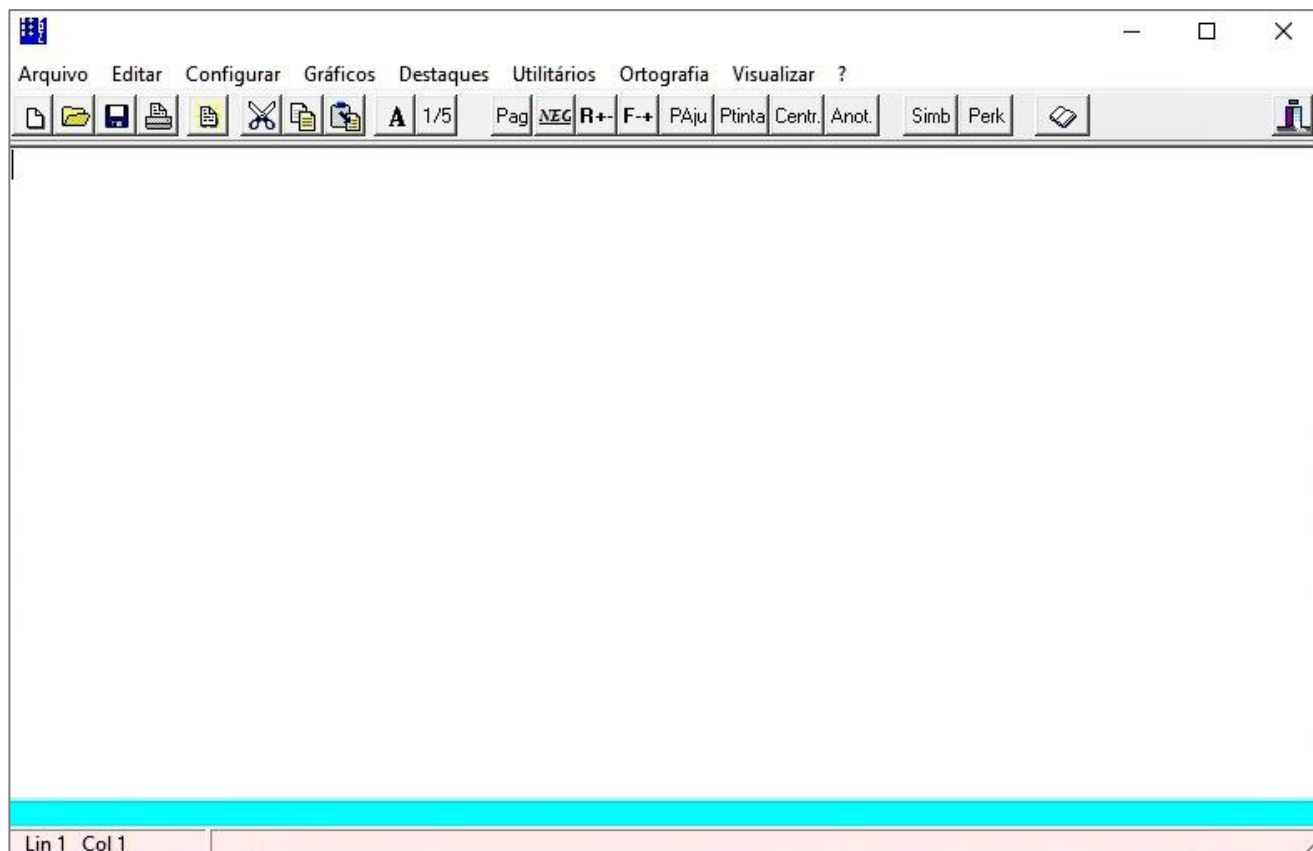 Arquivo Editar Configurar Gráficos Destaques Utilitários Ortografia Visualizar ?
A 1/5 Pag NEG R+- F-+ PAju Ptinta Centr. Anot. Simb Perk
Lin 1 Col 1